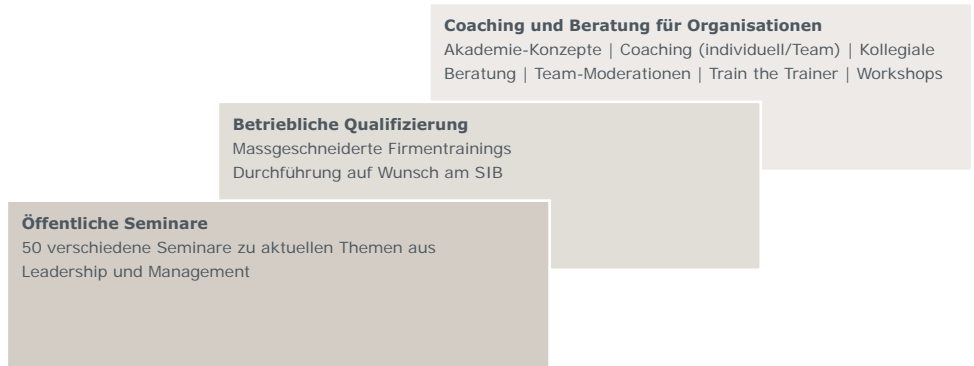 Coaching und Beratung für Organisationen
Akademie-Konzepte | Coaching (individuell/Team) | Kollegiale
Beratung | Team-Moderationen | Train the Trainer | Workshops
Betriebliche Qualifizierung
Massgeschneiderte Firmentrainings
Durchführung auf Wunsch am SIB
Öffentliche Seminare
50 verschiedene Seminare zu aktuellen Themen aus
Leadership und Management